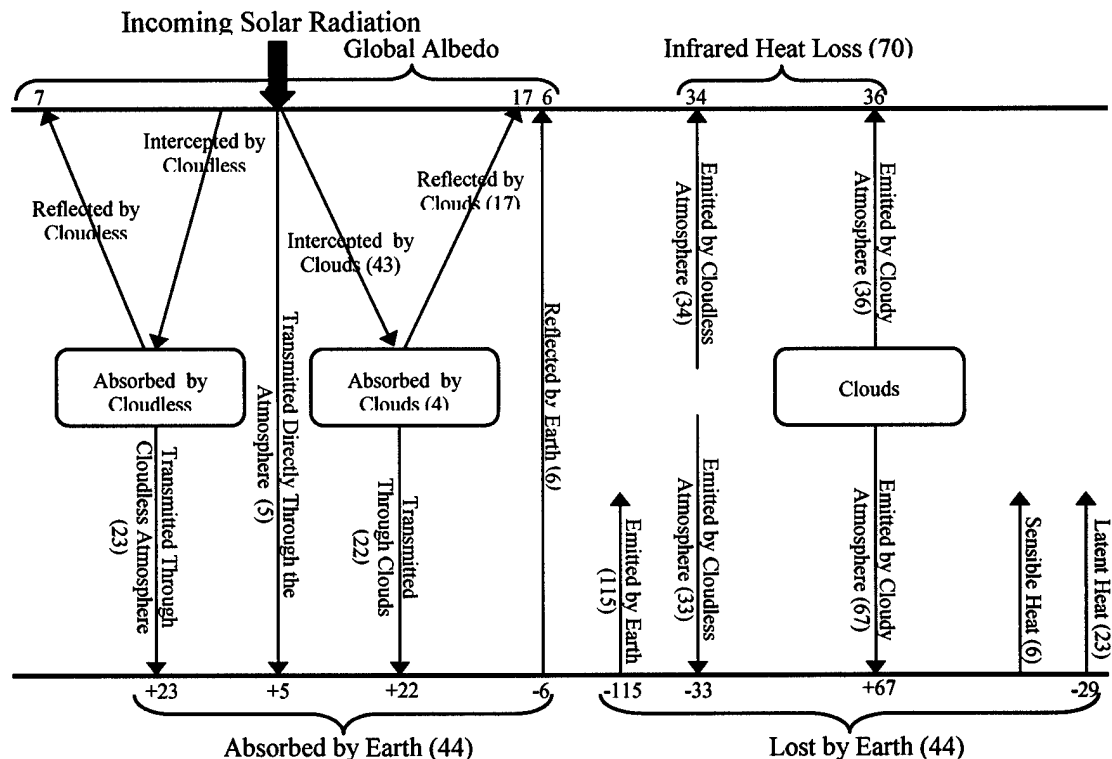 Incoming Solar Radiation
Global Albedo
Infrared Heat Loss (70)
7
17 6
34
36
Intercepted by
Cloudless
Reflected by
Cloudless
Reflected by
Clouds (17)
Intercepted by
Clouds (43)
Absorbed by
Cloudless
Transmitted Directly Through the
Atmosphere (5)
Absorbed by
Clouds (4)
Reflected by Earth (6)
Emitted by Cloudless
Atmosphere (34)
Emitted by Cloudy
Atmosphere (36)
Clouds
Transmitted Through
Cloudless Atmosphere
(23)
Transmitted
Through Clouds
(22)
Emitted by Earth
(115)
Emitted by Cloudless
Atmosphere (33)
Emitted by Cloudy
Atmosphere (67)
Sensible Heat (6)
Latent Heat (23)
+23
+5
+22
-6
-115
-33
+67
-29
Absorbed by Earth (44)
Lost by Earth (44)